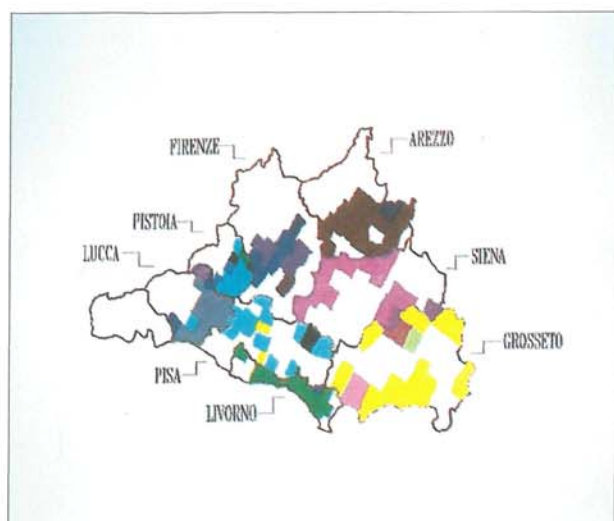 FIRENZE
AREZZO
PISTOIA
LUCCA
SIENA
GROSSETO
PISA
LIVORNO